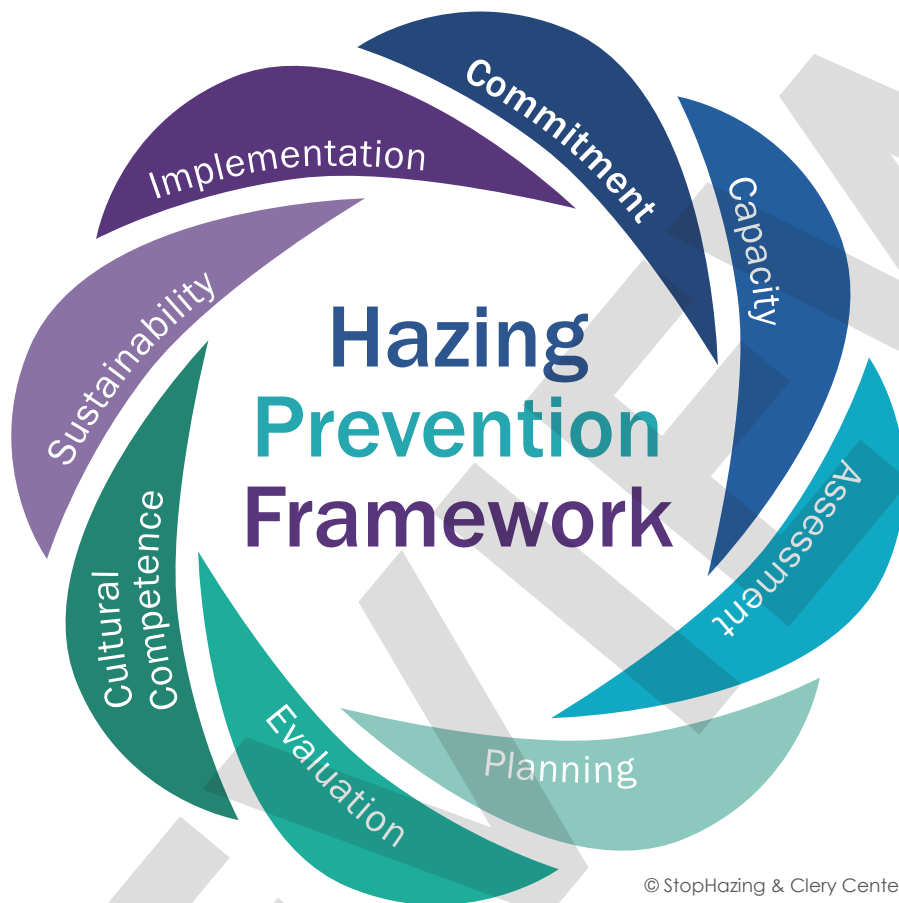 Hazing
Prevention
Framework
Commitment
Capacity
Assessment
Planning
Evaluation
Cultural
Competence
Sustainability
Implementation
© StopHazing & Clery Cente